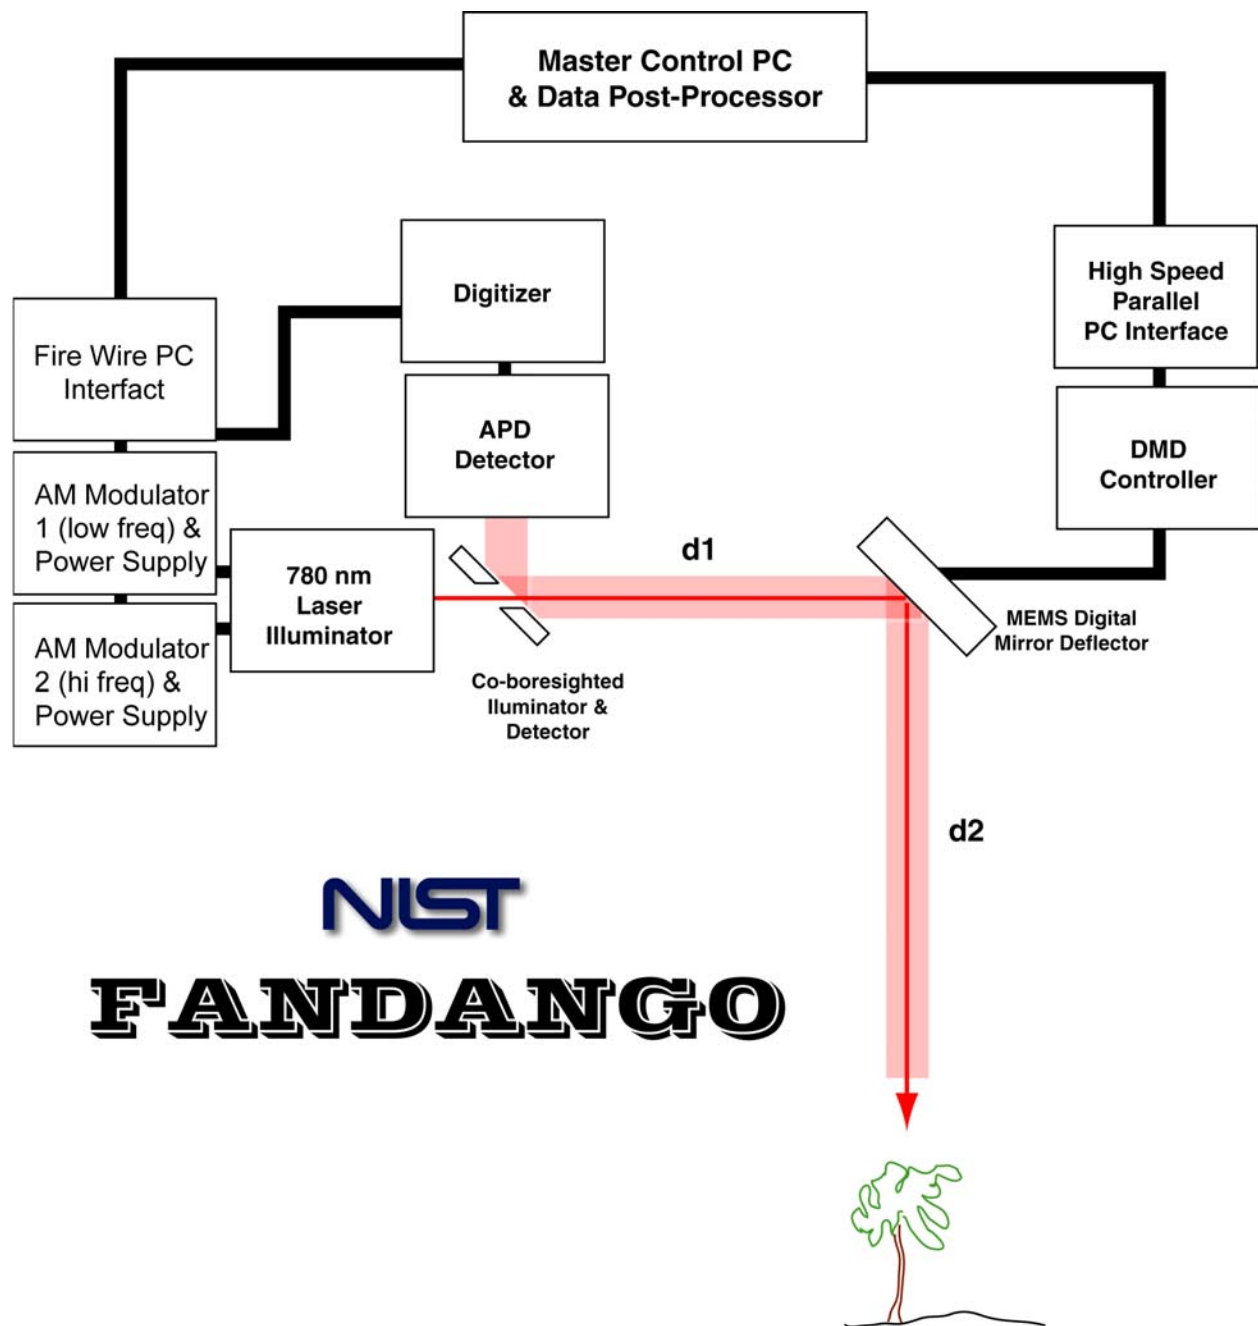 Master Control PC
& Data Post-Processor
Digitizer
High Speed
Parallel
PC Interface
Fire Wire PC
Interfact
APD
Detector
DMD
Controller
AM Modulator
1 (low freq) &
Power Supply
780 nm
Laser
Illuminator
d1
MEMS Digital
Mirror Deflector
AM Modulator
2 (hi freq) &
Power Supply
Co-boresighted
Iluminator &
Detector
d2
NIST
FANDANGO